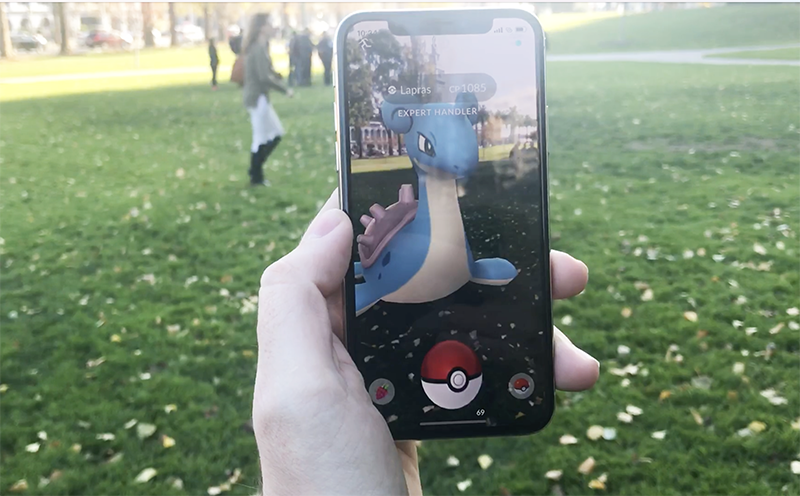 Lapras CP1085
EXPERT HANDLER
69